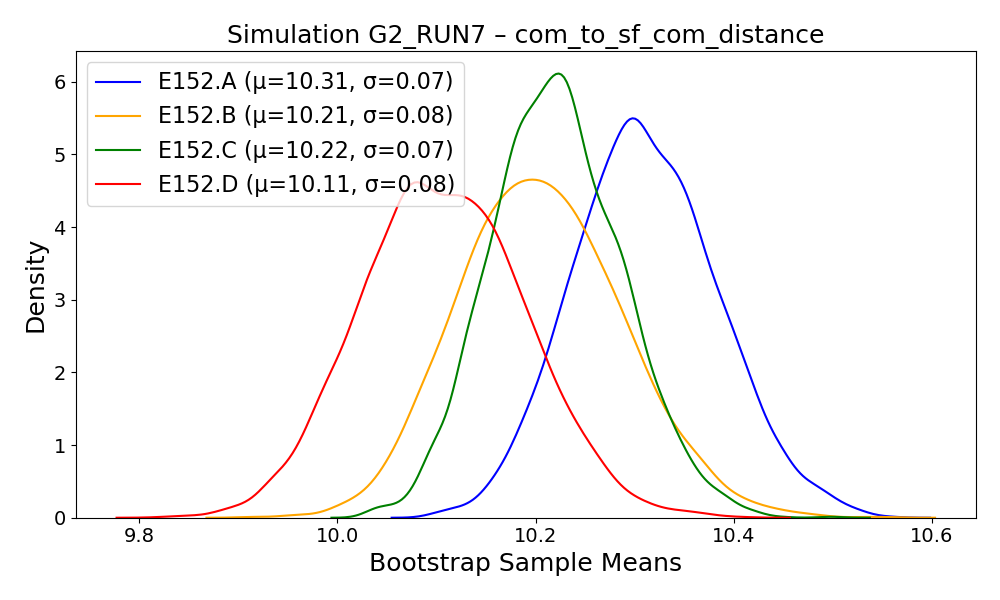 Simulation G2_RUN7 – com_to_sf_com_distance
E152.A (μ=10.31, σ=0.07)
E152.B (μ=10.21, σ=0.08)
E152.C (μ=10.22, σ=0.07)
E152.D (μ=10.11, σ=0.08)
Density
6
5
4
3
2
1
0
9.8 10.0 10.2 10.4 10.6
Bootstrap Sample Means